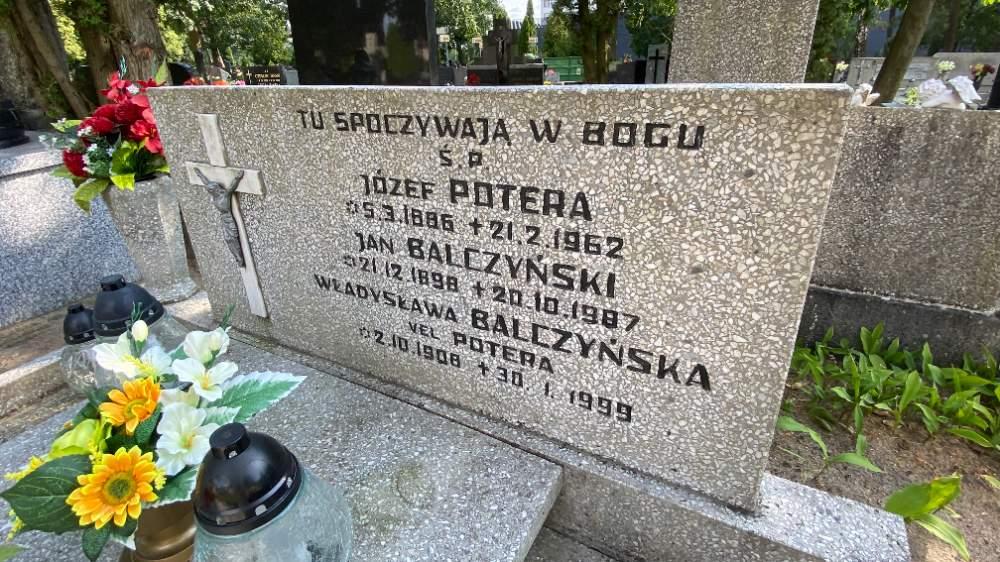 TU SPOCZYWAJĄ W BOGU
Ś.P.
JÓZEF POTERA
☼5.3.1886 +21.2.1962
JAN BALCZYŃSKI
☼21.12.1898 +20.10.1987
WŁADYSŁAWA BALCZYŃSKA
VEL POTERA
☼2.10.1908 +30.1.1999